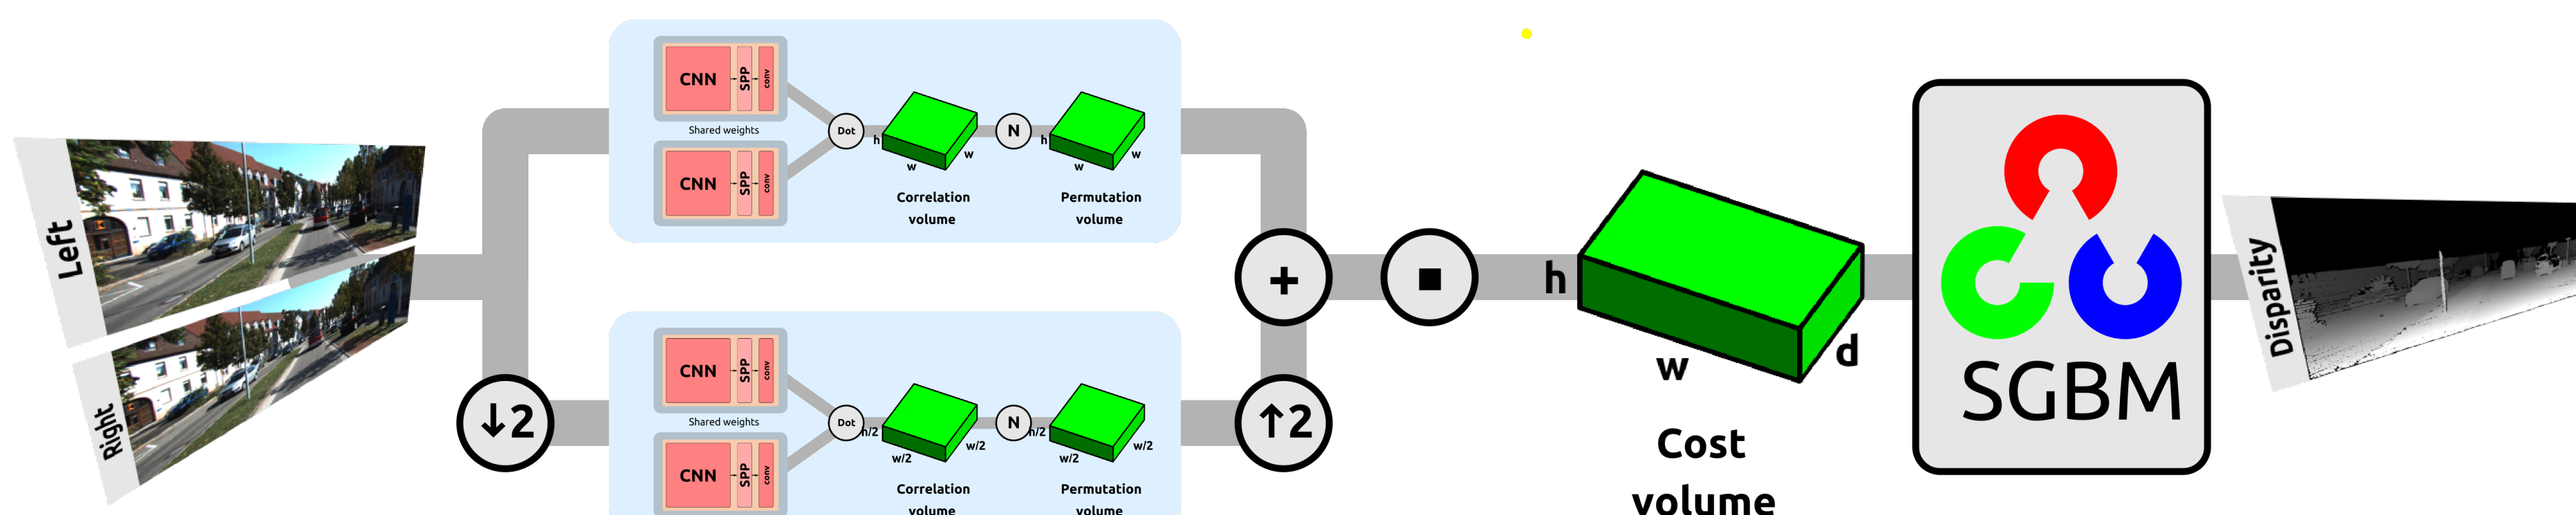 Left
Right
↓2
CNN
SPP
conv
Shared weights
CNN
SPP
conv
Dot
h
w
w
Correlation
volume
N
h
w
w
Permutation
volume
CNN
SPP
conv
Shared weights
CNN
SPP
conv
Dot
h/2
w/2
w/2
Correlation
volume
N
h/2
w/2
w/2
Permutation
volume
+
↑2
■
h
w
d
Cost
volume
SGBM
Disparity